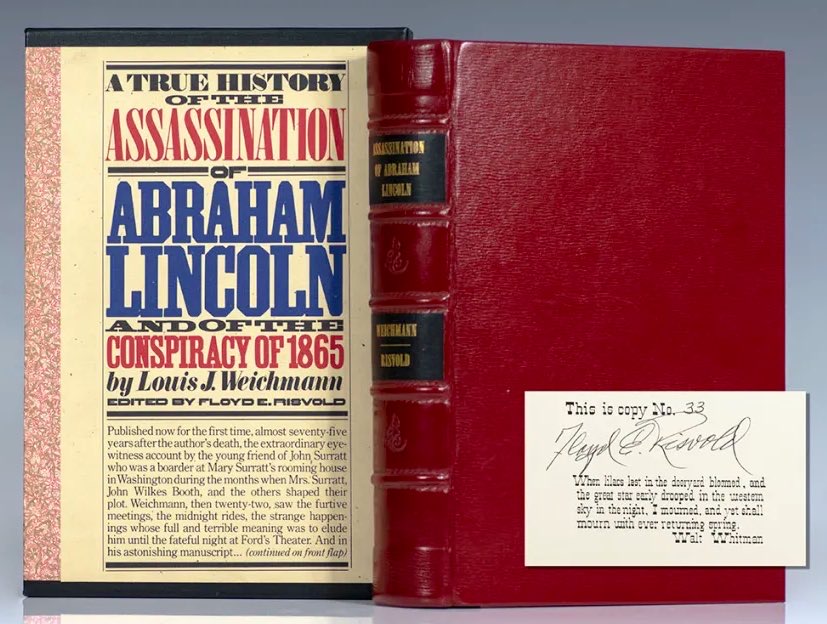 A TRUE HISTORY
OF THE
ASSASSINATION
OF
ABRAHAM
LINCOLN
AND OF THE
CONSPIRACY OF 1865
by Louis J. Weichmann
EDITED BY FLOYD E. RISVOLD
Published now for the first time, almost seventy-five
years after the author's death, the extraordinary eye-
witness account by the young friend of John Surratt
who was a boarder at Mary Surratt's rooming house
in Washington during the months when Mrs. Surratt,
John Wilkes Booth, and the others shaped their
plot. Weichmann, then twenty-two, saw the furtive
meetings, the midnight rides, the strange happen-
ings whose full and terrible meaning was to elude
him until the fateful night at Ford's Theater. And in
his astonishing manuscript... (continued on front flap)
ASSASSINATION
OF ABRAHAM
LINCOLN
WEICHMANN
RISVOLD
This is copy No. 33
Floyd E. Risvold
When lilacs last in the dooryard bloomed, and
the great star early drooped in the western
sky in the night, I mourned, and yet shall
mourn with ever returning spring.
Walt Whitman